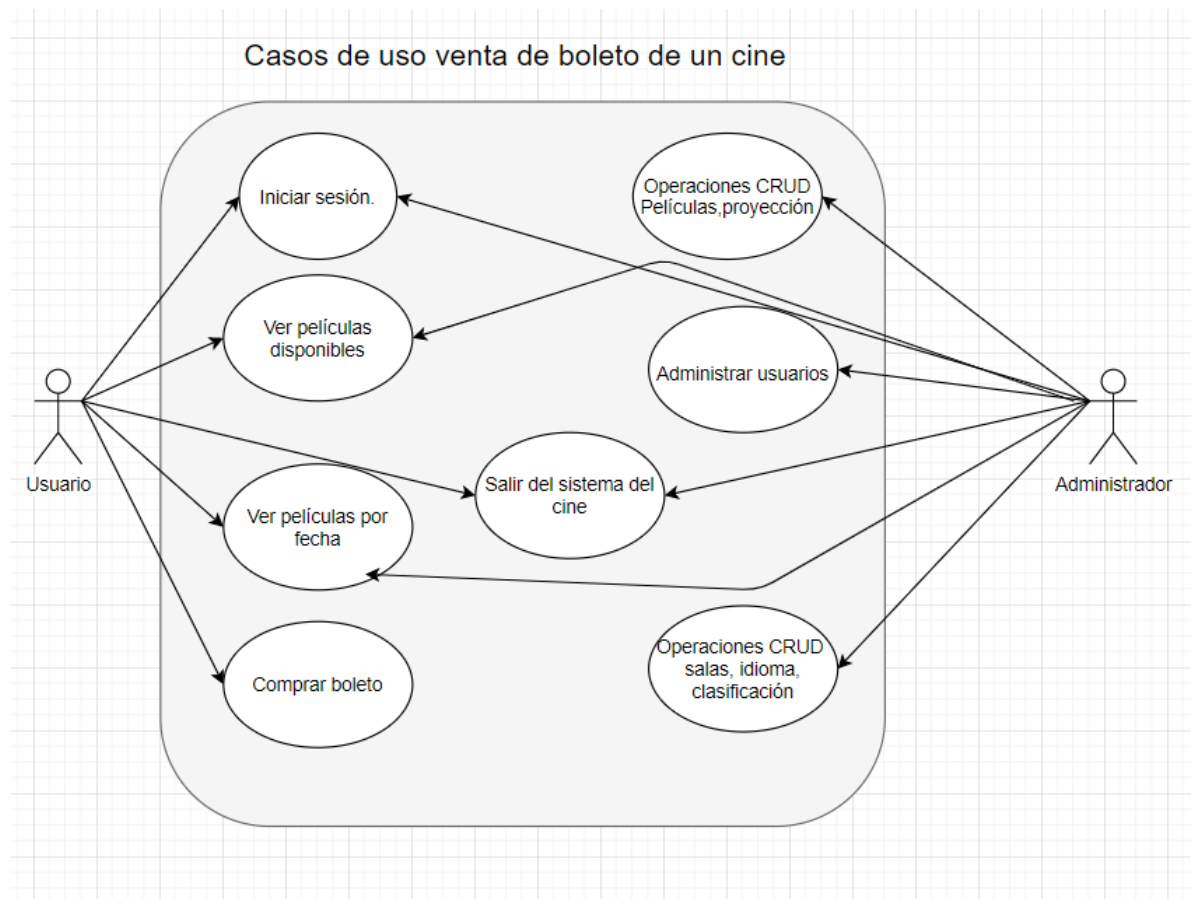 Casos de uso venta de boleto de un cine
Iniciar sesión.
Operaciones CRUD
Películas,proyección
Ver películas
disponibles
Administrar usuarios
Usuario
Administrador
Salir del sistema del
cine
Ver películas por
fecha
Operaciones CRUD
salas, idioma,
clasificación
Comprar boleto